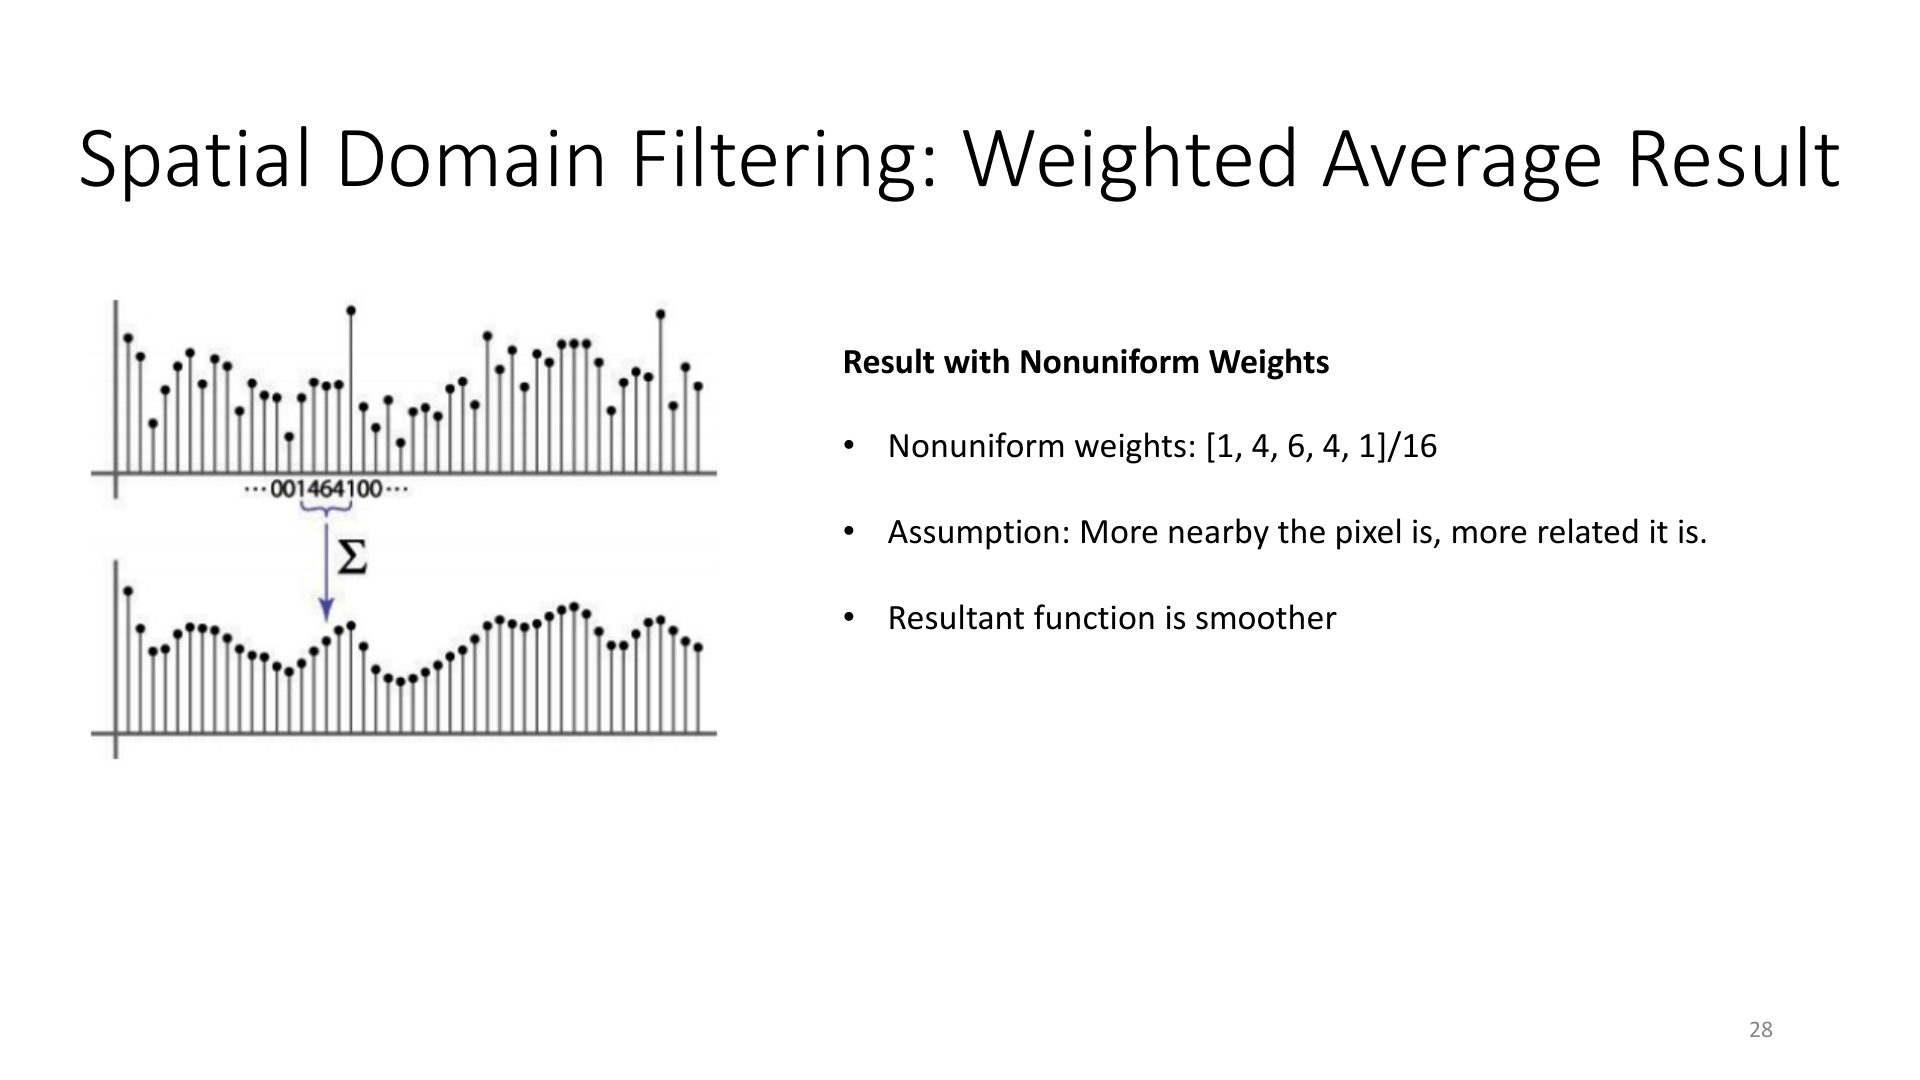 Spatial Domain Filtering: Weighted Average Result
···001464100···
Σ
Result with Nonuniform Weights
• Nonuniform weights: [1, 4, 6, 4, 1]/16
• Assumption: More nearby the pixel is, more related it is.
• Resultant function is smoother
28